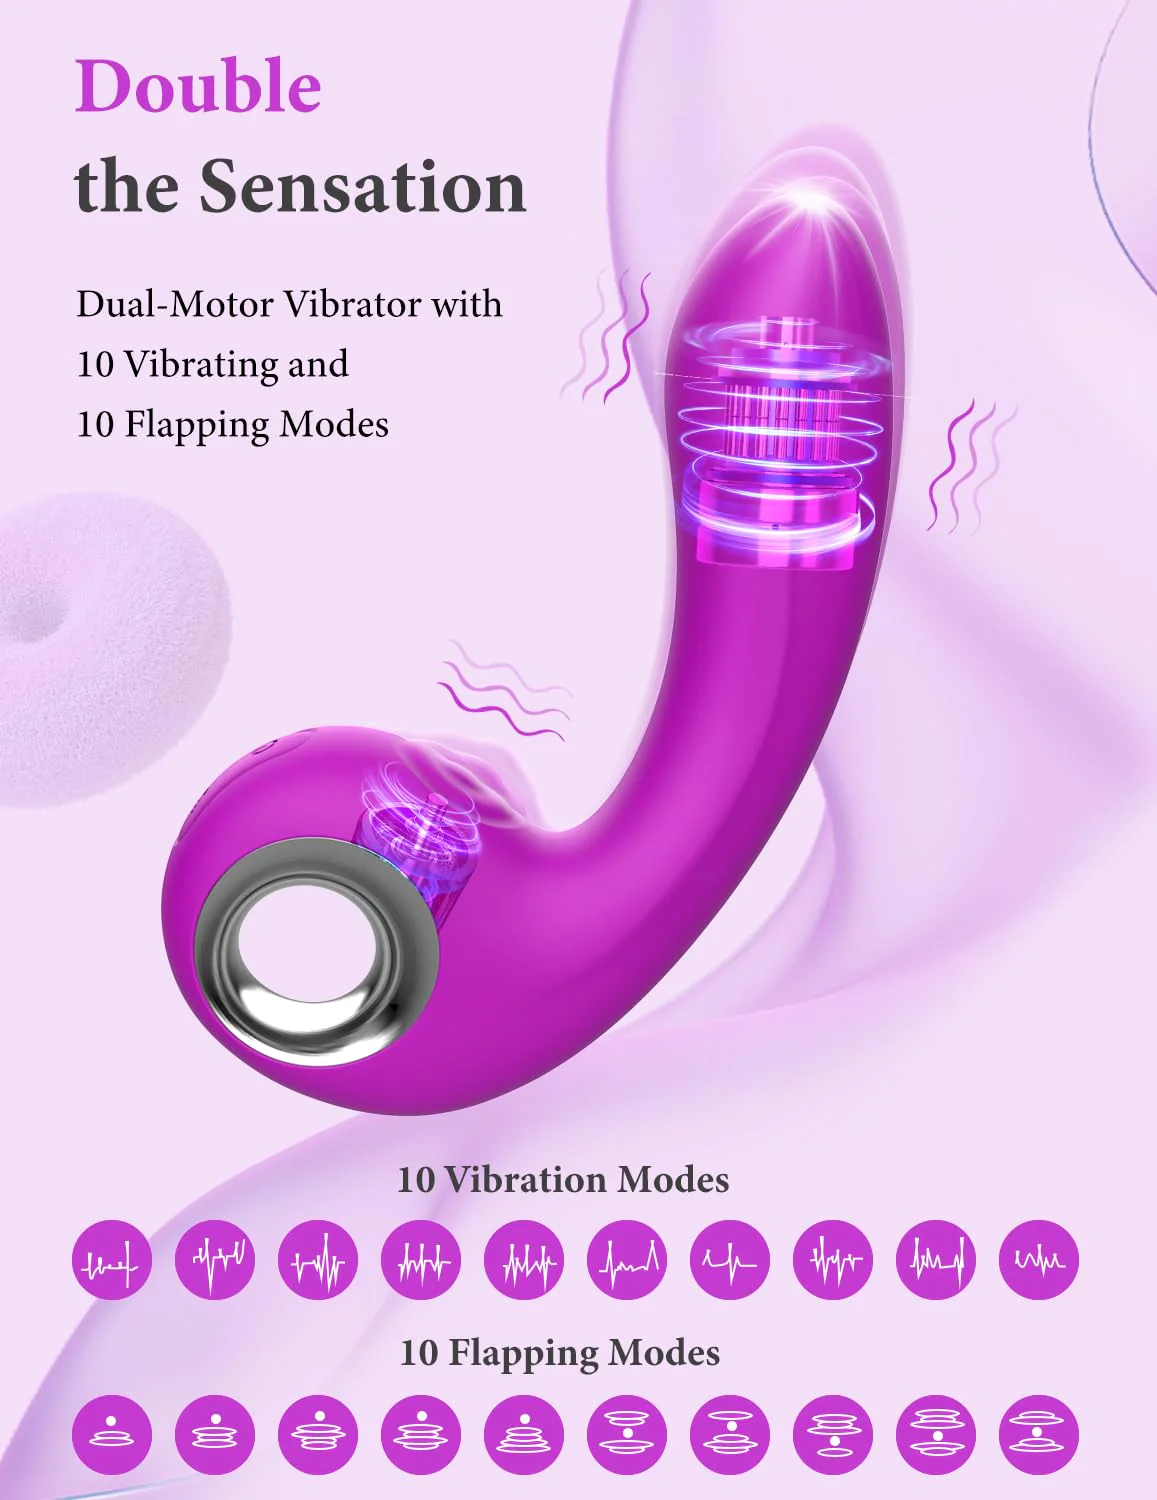 Double
the Sensation
Dual-Motor Vibrator with
10 Vibrating and
10 Flapping Modes
10 Vibration Modes
10 Flapping Modes